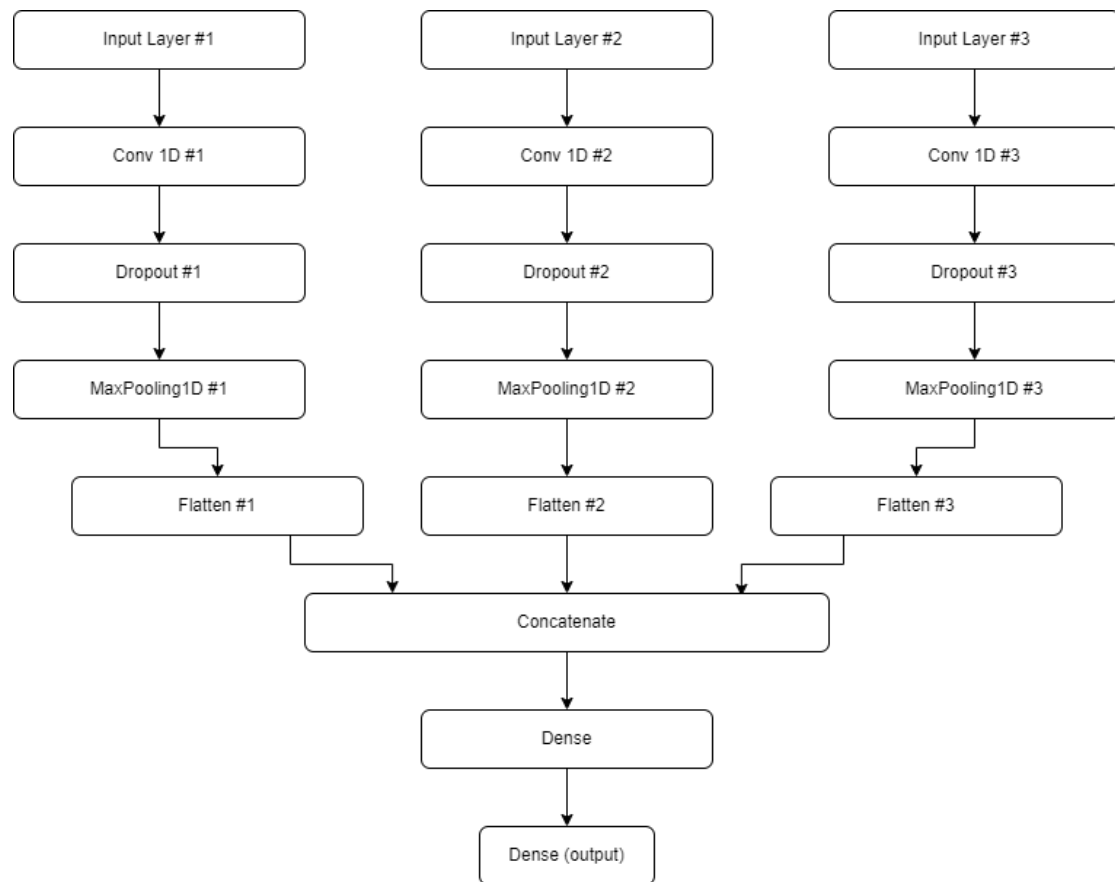 Input Layer #1
Input Layer #2
Input Layer #3
Conv 1D #1
Conv 1D #2
Conv 1D #3
Dropout #1
Dropout #2
Dropout #3
MaxPooling1D #1
MaxPooling1D #2
MaxPooling1D #3
Flatten #1
Flatten #2
Flatten #3
Concatenate
Dense
Dense (output)